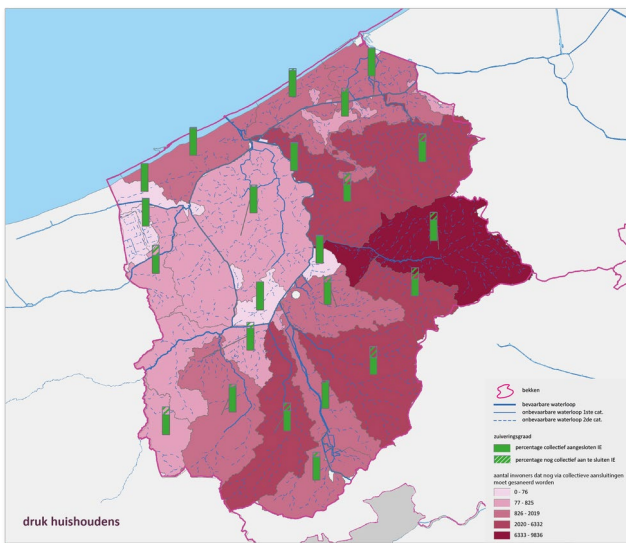 bekken
bevaarbare waterloop
onbevaarbare waterloop 1ste cat.
onbevaarbare waterloop 2de cat.
zuiveringsgraad
percentage collectief aangesloten IE
percentage nog collectief aan te sluiten IE
aantal inwoners dat nog via collectieve aansluitingen
moet gesaneerd worden
0 - 76
77 - 825
826 - 2019
2020 - 6332
6333 - 9836
druk huishoudens